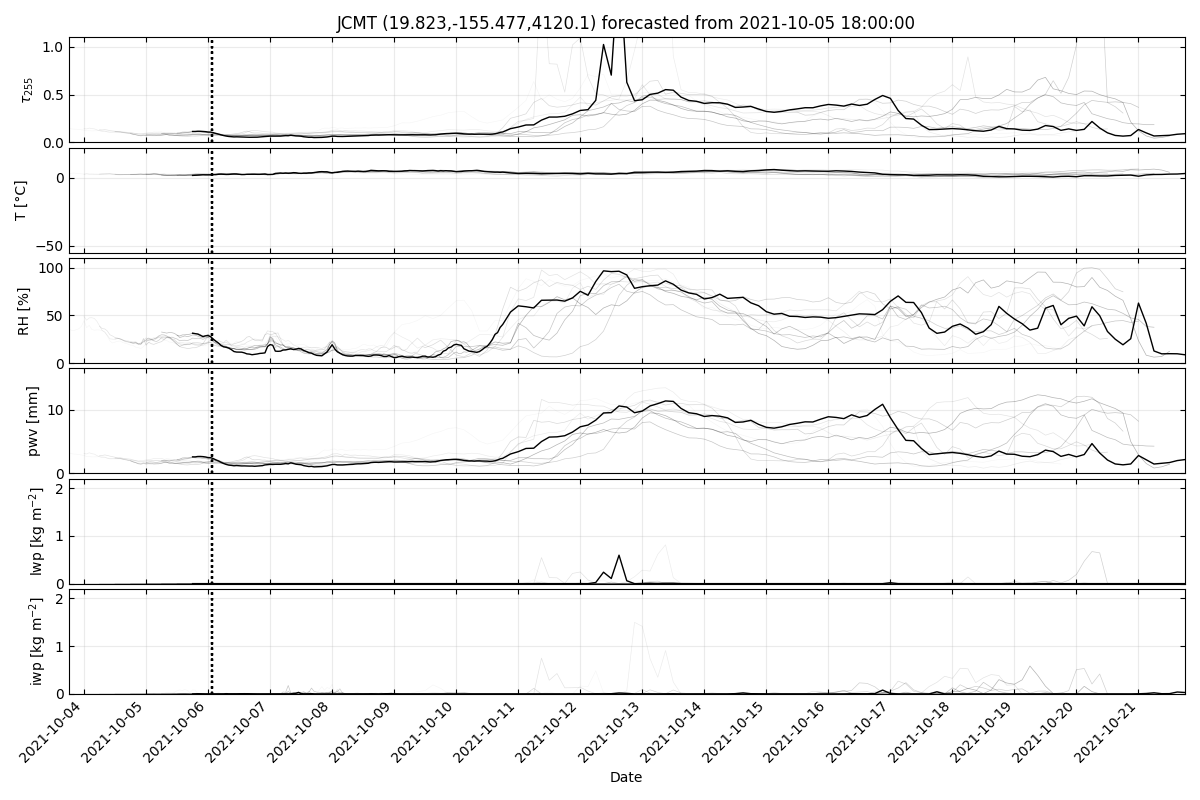 JCMT (19.823,-155.477,4120.1) forecasted from 2021-10-05 18:00:00
τ₂₅₅
1.0
0.5
0.0
T [°C]
0
−50
RH [%]
100
50
0
pwv [mm]
10
0
lwp [kg m⁻²]
2
1
0
iwp [kg m⁻²]
2
1
0
2021-10-04 2021-10-05 2021-10-06 2021-10-07 2021-10-08 2021-10-09 2021-10-10 2021-10-11 2021-10-12 2021-10-13 2021-10-14 2021-10-15 2021-10-16 2021-10-17 2021-10-18 2021-10-19 2021-10-20 2021-10-21
Date